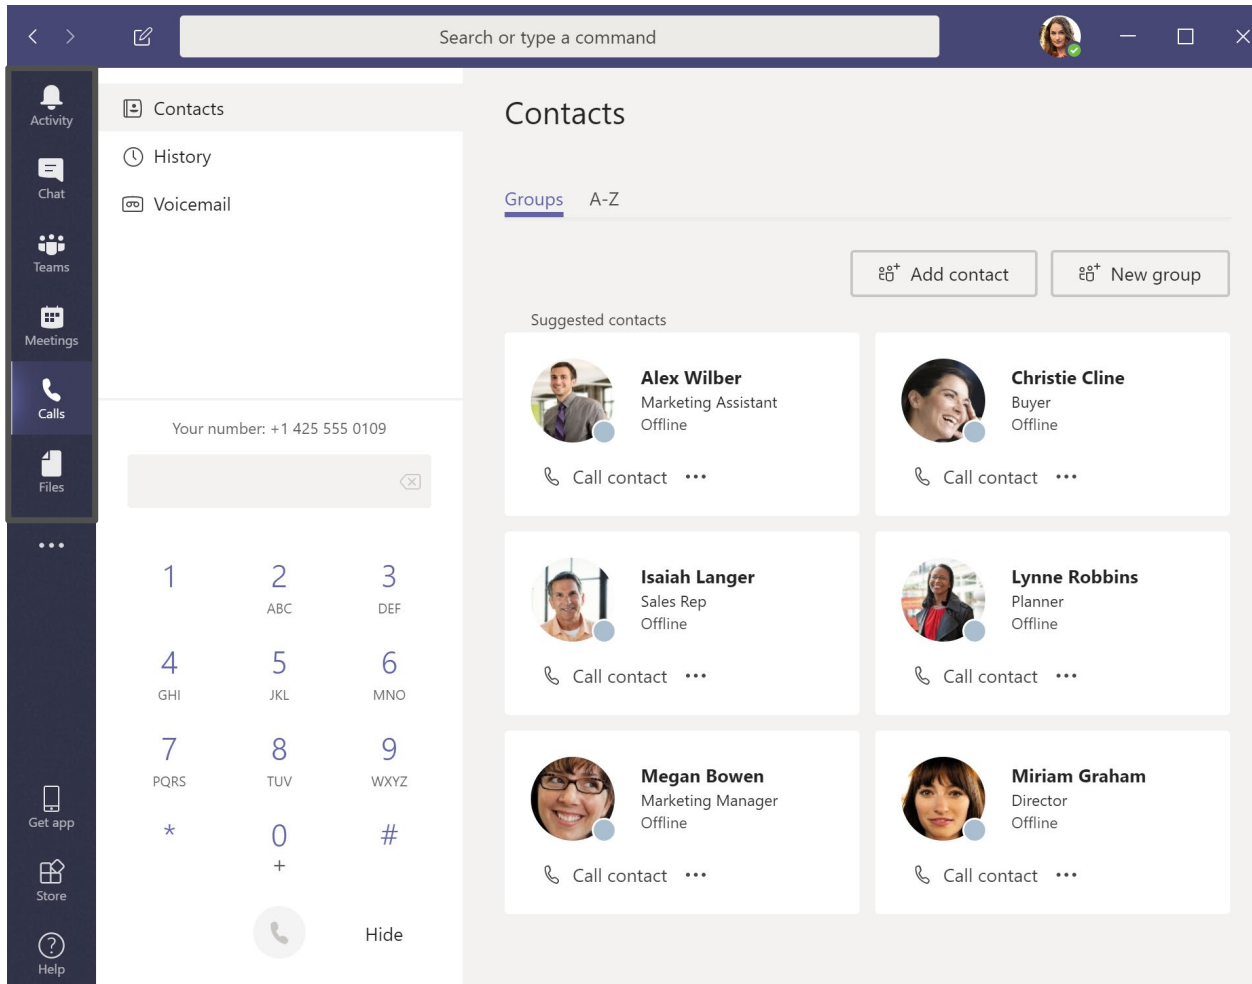 Search or type a command
Activity
Chat
Teams
Meetings
Calls
Files
Get app
Store
Help
Contacts
History
Voicemail
Your number: +1 425 555 0109
1 2 3
ABC DEF
4 5 6
GHI JKL MNO
7 8 9
PQRS TUV WXYZ
* 0 #
+
Hide
Contacts
Groups A-Z
Add contact New group
Suggested contacts
Alex Wilber
Marketing Assistant
Offline
Call contact
Christie Cline
Buyer
Offline
Call contact
Isaiah Langer
Sales Rep
Offline
Call contact
Lynne Robbins
Planner
Offline
Call contact
Megan Bowen
Marketing Manager
Offline
Call contact
Miriam Graham
Director
Offline
Call contact